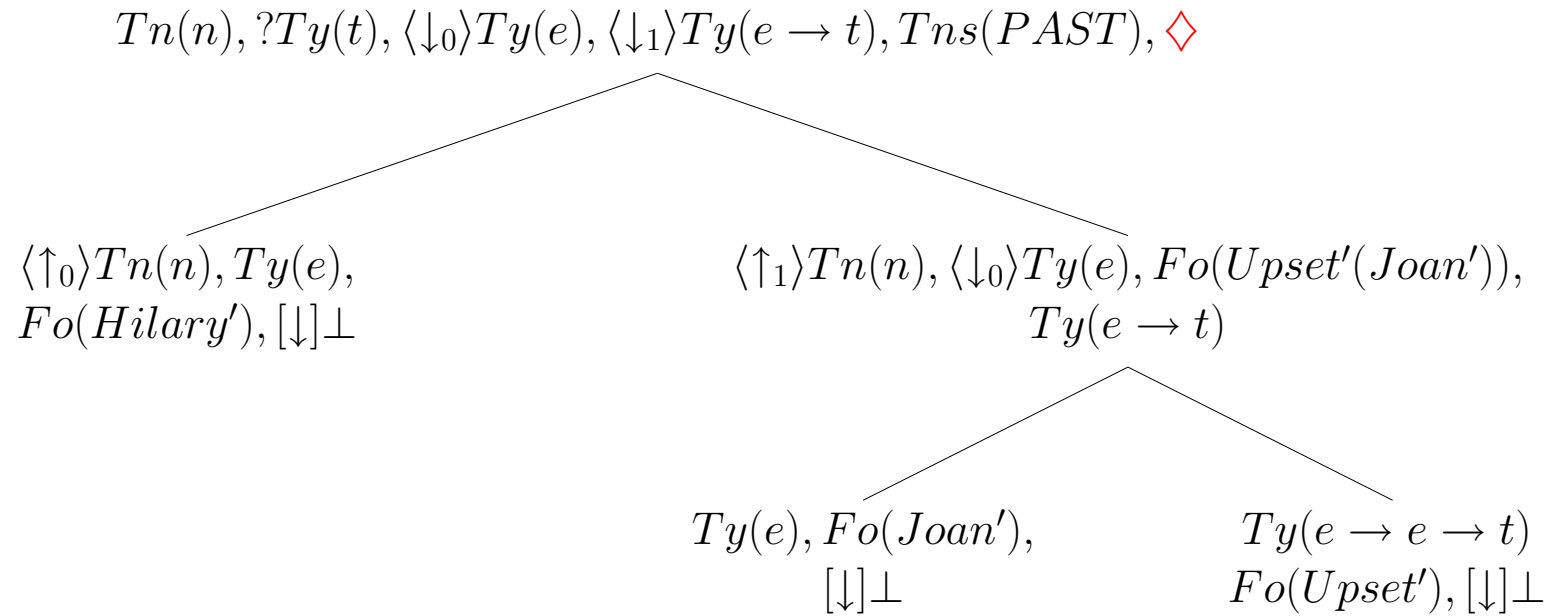 Tn(n), ?Ty(t), ⟨↓₀⟩Ty(e), ⟨↓₁⟩Ty(e → t), Tns(PAST), ♢
⟨↑₀⟩Tn(n), Ty(e),
Fo(Hilary′), [↓]⊥
⟨↑₁⟩Tn(n), ⟨↓₀⟩Ty(e), Fo(Upset′(Joan′)),
Ty(e → t)
Ty(e), Fo(Joan′),
[↓]⊥
Ty(e → e → t)
Fo(Upset′), [↓]⊥